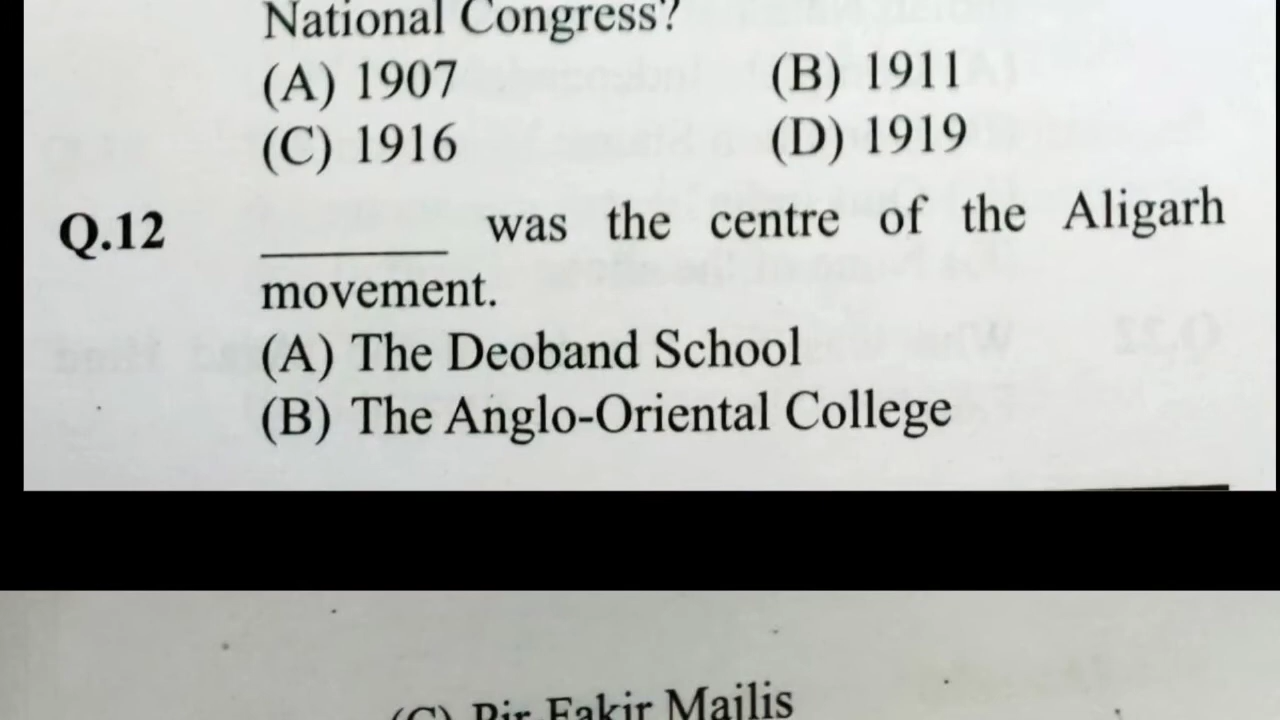 National Congress?
(A) 1907 (B) 1911
(C) 1916 (D) 1919
Q.12 ________ was the centre of the Aligarh
movement.
(A) The Deoband School
(B) The Anglo-Oriental College
(C) Pir Fakir Majlis